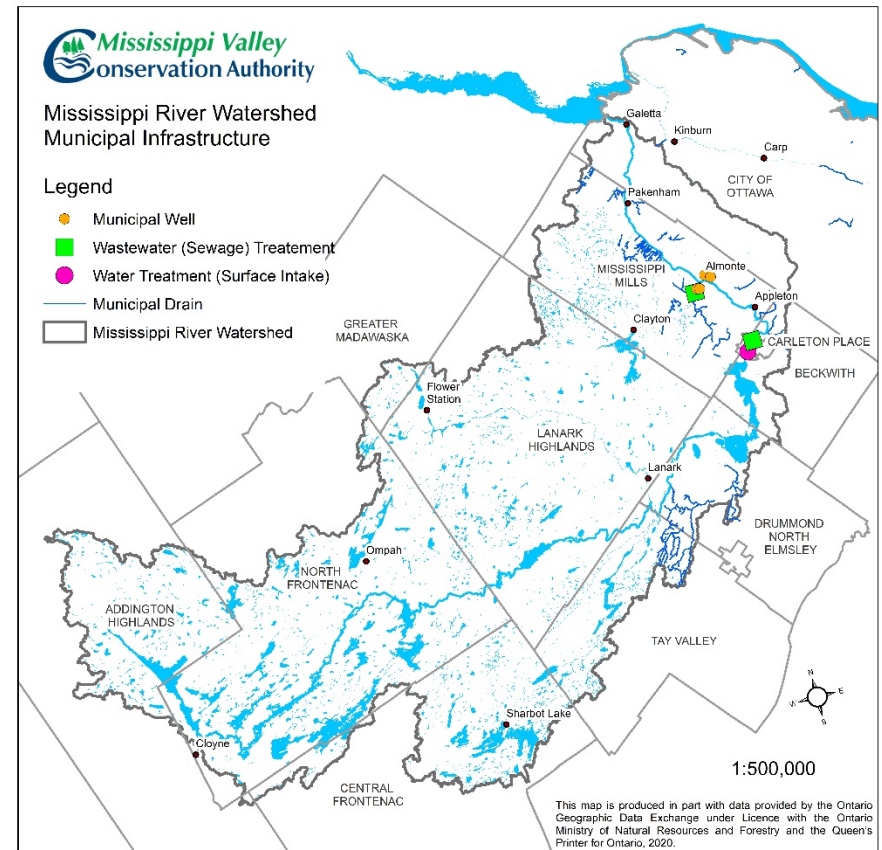 Mississippi Valley
Conservation Authority
Mississippi River Watershed
Municipal Infrastructure
Legend
Municipal Well
Wastewater (Sewage) Treatement
Water Treatment (Surface Intake)
Municipal Drain
Mississippi River Watershed
Galetta
Kinburn
Carp
CITY OF
OTTAWA
Pakenham
MISSISSIPPI
MILLS
Almonte
Appleton
Clayton
CARLETON PLACE
BECKWITH
GREATER
MADAWASKA
Flower
Station
LANARK
HIGHLANDS
Lanark
DRUMMOND
NORTH
ELMSLEY
Ompah
NORTH
FRONTENAC
ADDINGTON
HIGHLANDS
TAY VALLEY
Sharbot Lake
Cloyne
CENTRAL
FRONTENAC
N
W
E
S
1:500,000
This map is produced in part with data provided by the Ontario
Geographic Data Exchange under Licence with the Ontario
Ministry of Natural Resources and Forestry and the Queen's
Printer for Ontario, 2020.